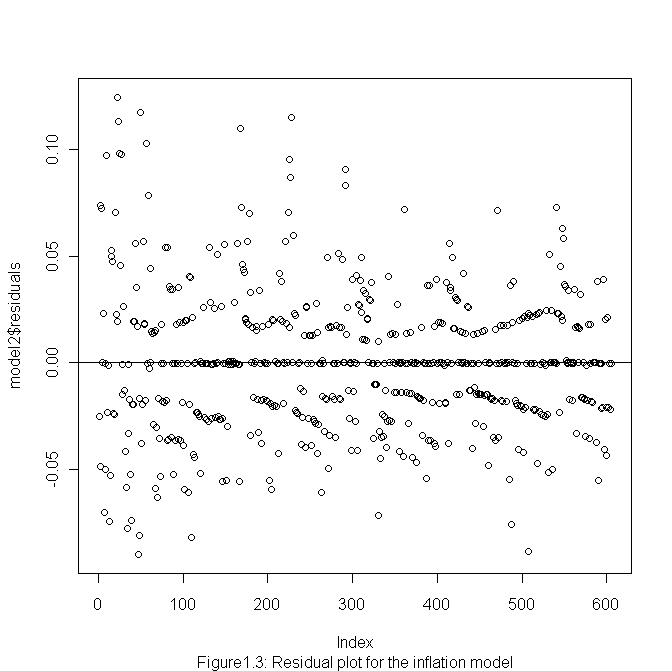 0.10
0.05
0.00
-0.05
model2$residuals
0 100 200 300 400 500 600
Index
Figure1.3: Residual plot for the inflation model